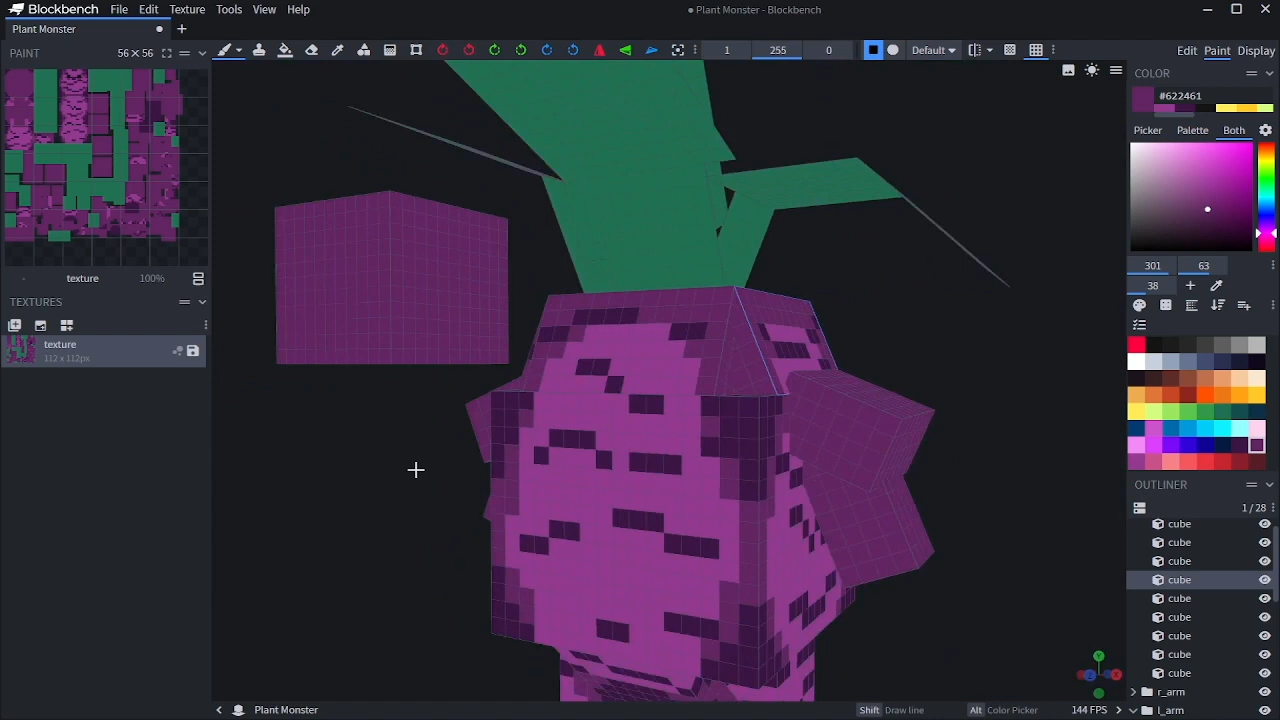 Blockbench File Edit Texture Tools View Help
● Plant Monster - Blockbench
Plant Monster
PAINT 56×56
1 255 0 Default
Edit Paint Display
COLOR
#622461
Picker Palette Both
- texture 100%
301 63
38
TEXTURES
texture
112 x 112px
OUTLINER
1/28
cube
cube
cube
cube
cube
cube
cube
cube
cube
r_arm
l_arm
Plant Monster
Shift Draw line Alt Color Picker 144 FPS